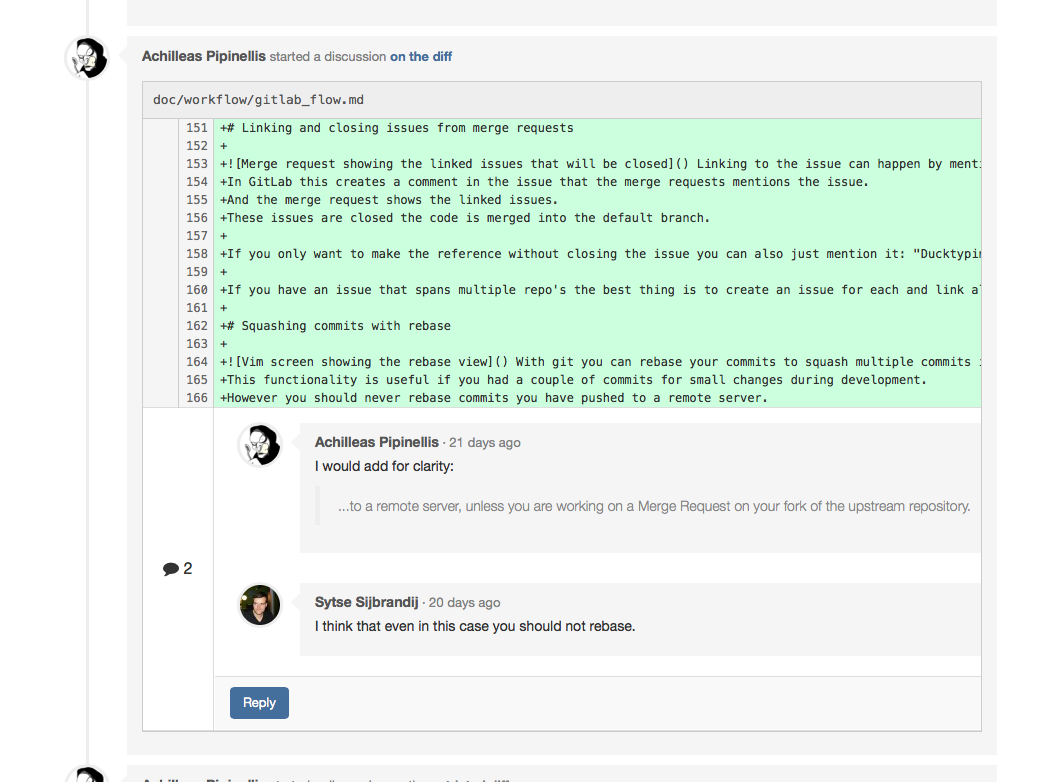 Achilleas Pipinellis started a discussion on the diff
doc/workflow/gitlab_flow.md
151 +# Linking and closing issues from merge requests
152 +
153 +![Merge request showing the linked issues that will be closed]() Linking to the issue can happen by menti
154 +In GitLab this creates a comment in the issue that the merge requests mentions the issue.
155 +And the merge request shows the linked issues.
156 +These issues are closed the code is merged into the default branch.
157 +
158 +If you only want to make the reference without closing the issue you can also just mention it: "Ducktypin
159 +
160 +If you have an issue that spans multiple repo's the best thing is to create an issue for each and link al
161 +
162 +# Squashing commits with rebase
163 +
164 +![Vim screen showing the rebase view]() With git you can rebase your commits to squash multiple commits
165 +This functionality is useful if you had a couple of commits for small changes during development.
166 +However you should never rebase commits you have pushed to a remote server.
Achilleas Pipinellis · 21 days ago
I would add for clarity:
...to a remote server, unless you are working on a Merge Request on your fork of the upstream repository.
2
Sytse Sijbrandij · 20 days ago
I think that even in this case you should not rebase.
Reply